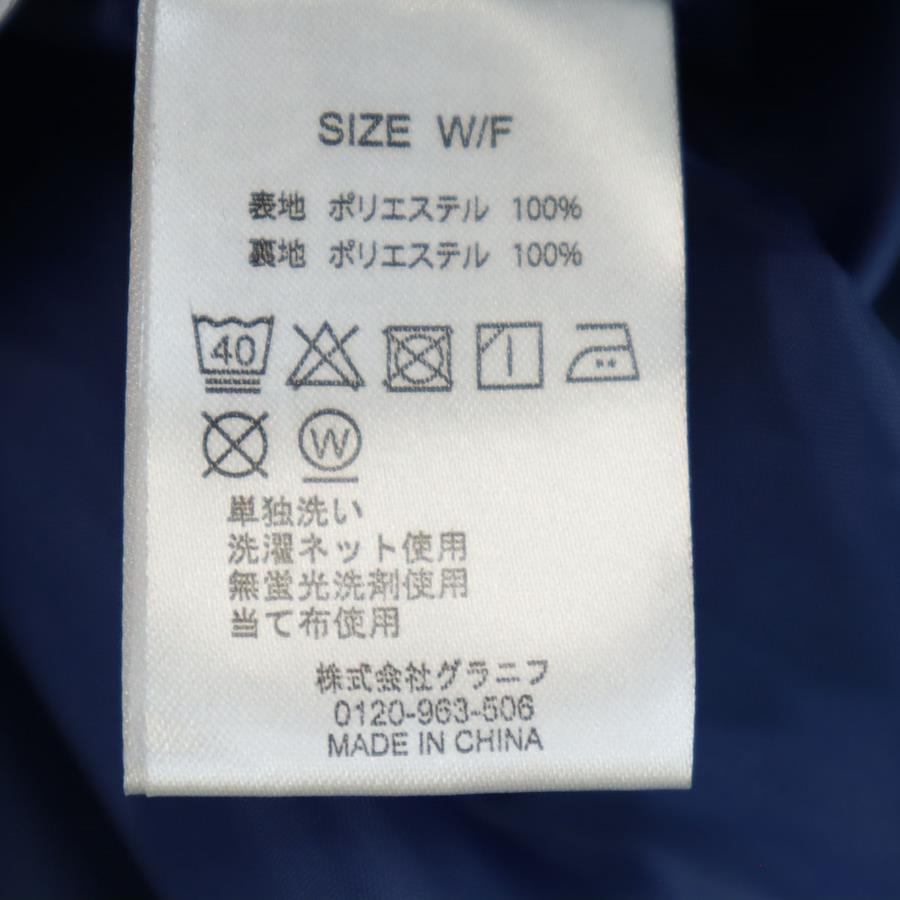 SIZE W/F
表地 ポリエステル 100%
裏地 ポリエステル 100%
40
W
単独洗い
洗濯ネット使用
無蛍光洗剤使用
当て布使用
株式会社グラニフ
0120-963-506
MADE IN CHINA